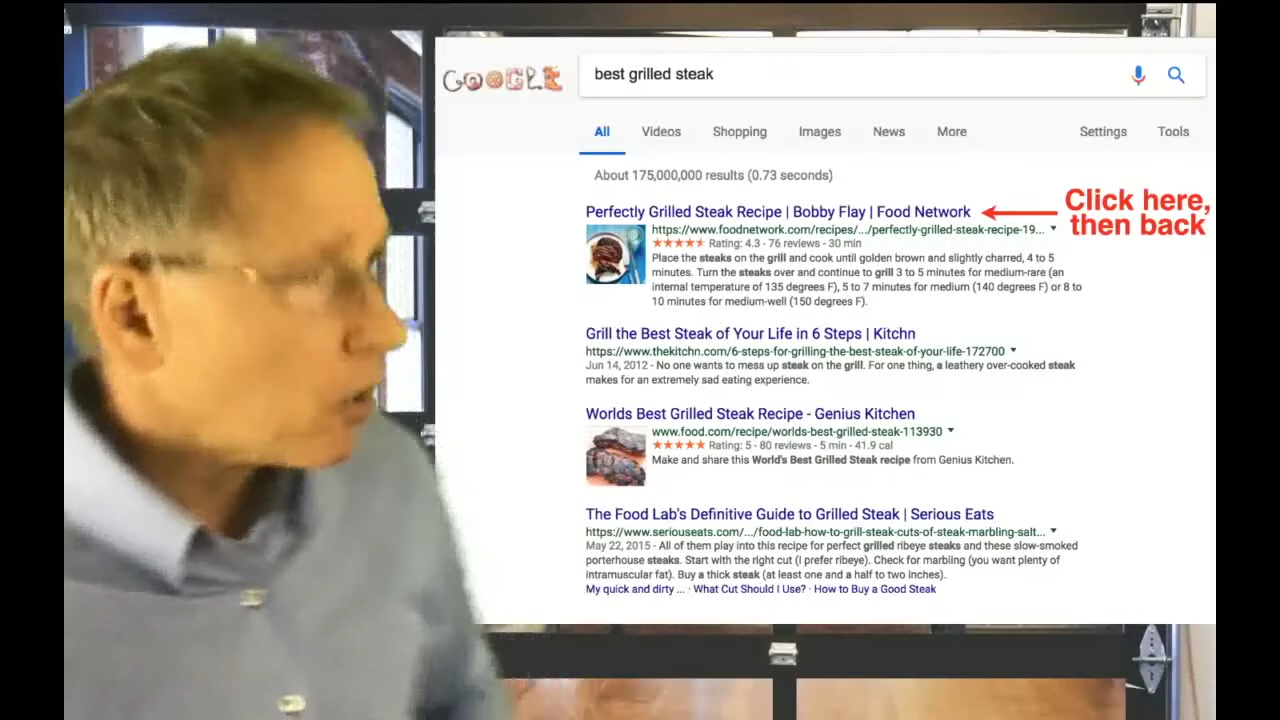 GOOGLE
best grilled steak
All Videos Shopping Images News More Settings Tools
About 175,000,000 results (0.73 seconds)
Perfectly Grilled Steak Recipe | Bobby Flay | Food Network
Click here,
then back
https://www.foodnetwork.com/recipes/.../perfectly-grilled-steak-recipe-19...
Rating: 4.3 - 76 reviews - 30 min
Place the steaks on the grill and cook until golden brown and slightly charred, 4 to 5
minutes. Turn the steaks over and continue to grill 3 to 5 minutes for medium-rare (an
internal temperature of 135 degrees F), 5 to 7 minutes for medium (140 degrees F) or 8 to
10 minutes for medium-well (150 degrees F).
Grill the Best Steak of Your Life in 6 Steps | Kitchn
https://www.thekitchn.com/6-steps-for-grilling-the-best-steak-of-your-life-172700
Jun 14, 2012 - No one wants to mess up steak on the grill. For one thing, a leathery over-cooked steak
makes for an extremely sad eating experience.
Worlds Best Grilled Steak Recipe - Genius Kitchen
www.food.com/recipe/worlds-best-grilled-steak-113930
Rating: 5 - 80 reviews - 5 min - 41.9 cal
Make and share this World's Best Grilled Steak recipe from Genius Kitchen.
The Food Lab's Definitive Guide to Grilled Steak | Serious Eats
https://www.seriouseats.com/.../food-lab-how-to-grill-steak-cuts-of-steak-marbling-salt...
May 22, 2015 - All of them play into this recipe for perfect grilled ribeye steaks and these slow-smoked
porterhouse steaks. Start with the right cut (I prefer ribeye). Check for marbling (you want plenty of
intramuscular fat). Buy a thick steak (at least one and a half to two inches).
My quick and dirty ... · What Cut Should I Use? · How to Buy a Good Steak